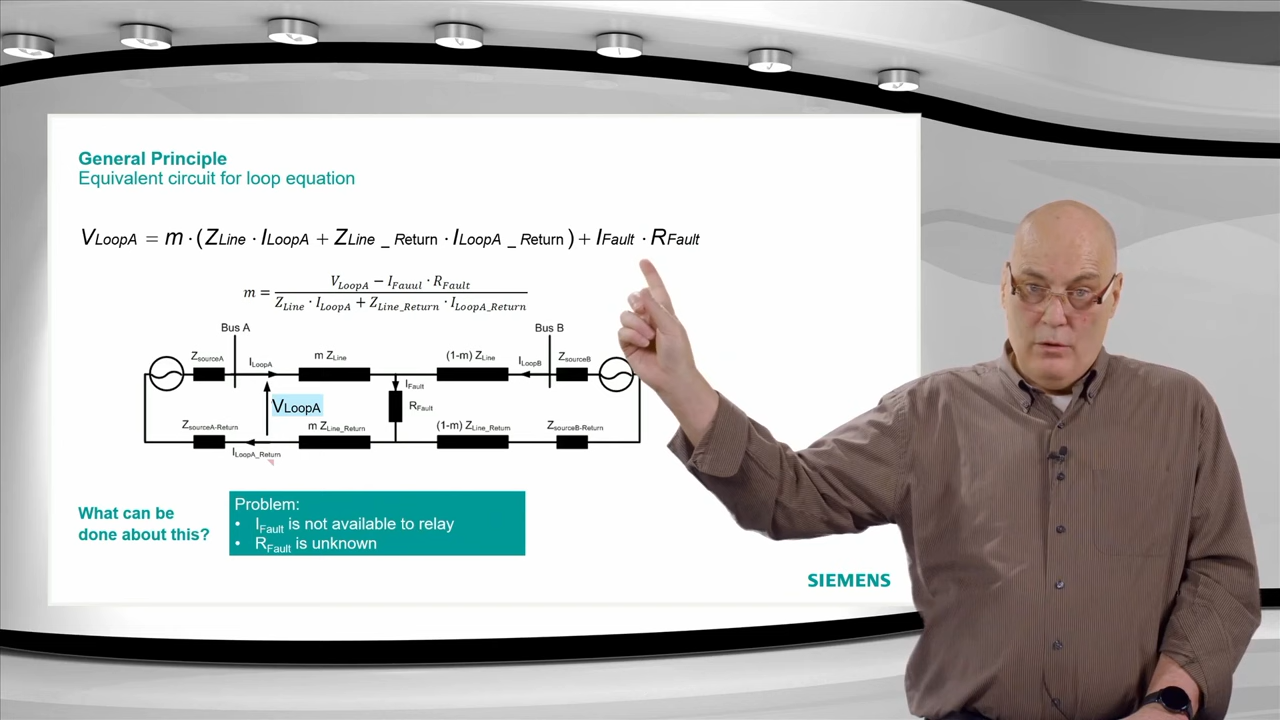 General Principle
Equivalent circuit for loop equation
VLoopA = m · (ZLine · ILoopA + ZLine _ Return · ILoopA _ Return) + IFault · RFault
m = (VLoopA − IFauul · RFault) / (ZLine · ILoopA + ZLine_Return · ILoopA_Return)
Bus A
Bus B
ZsourceA
ILoopA
m ZLine
(1-m) ZLine
ILoopB
ZsourceB
IFault
VLoopA
RFault
ZsourceA-Return
m ZLine_Return
(1-m) ZLine_Return
ZsourceB-Return
ILoopA_Return
What can be
done about this?
Problem:
• IFault is not available to relay
• RFault is unknown
SIEMENS